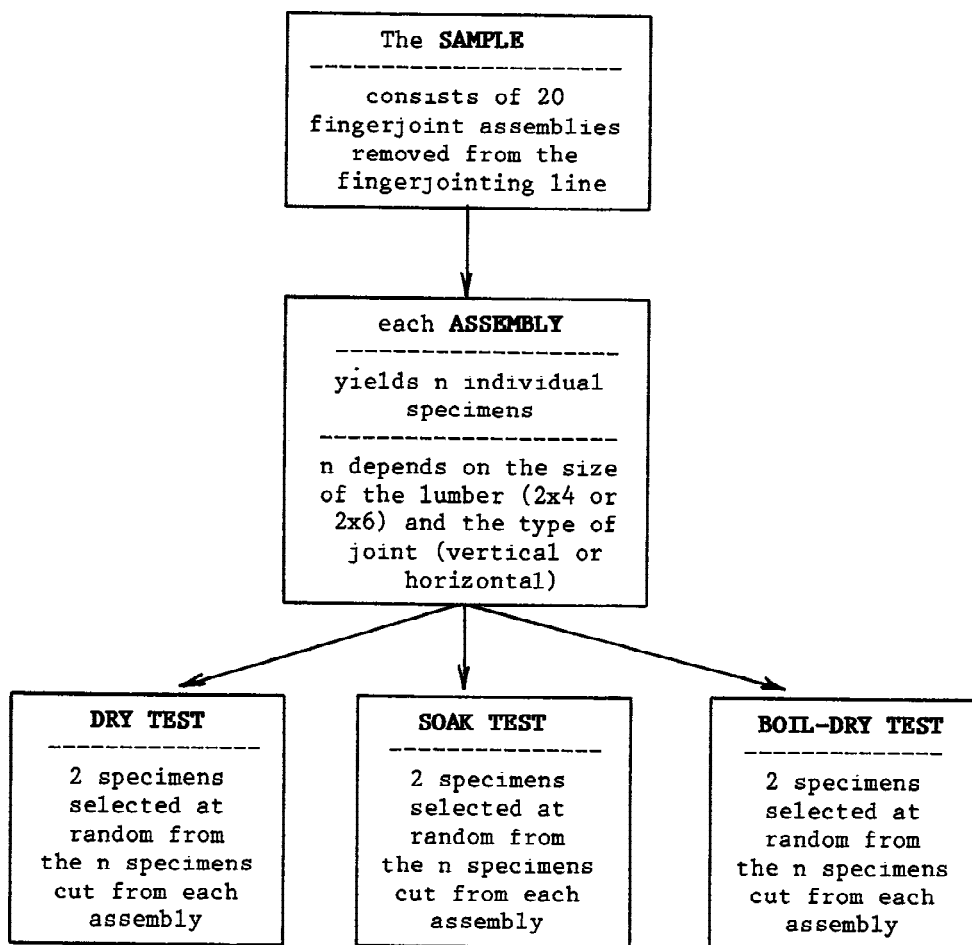 The SAMPLE
consists of 20
fingerjoint assemblies
removed from the
fingerjointing line
each ASSEMBLY
yields n individual
specimens
n depends on the size
of the lumber (2x4 or
2x6) and the type of
joint (vertical or
horizontal)
DRY TEST
2 specimens
selected at
random from
the n specimens
cut from each
assembly
SOAK TEST
2 specimens
selected at
random from
the n specimens
cut from each
assembly
BOIL-DRY TEST
2 specimens
selected at
random from
the n specimens
cut from each
assembly